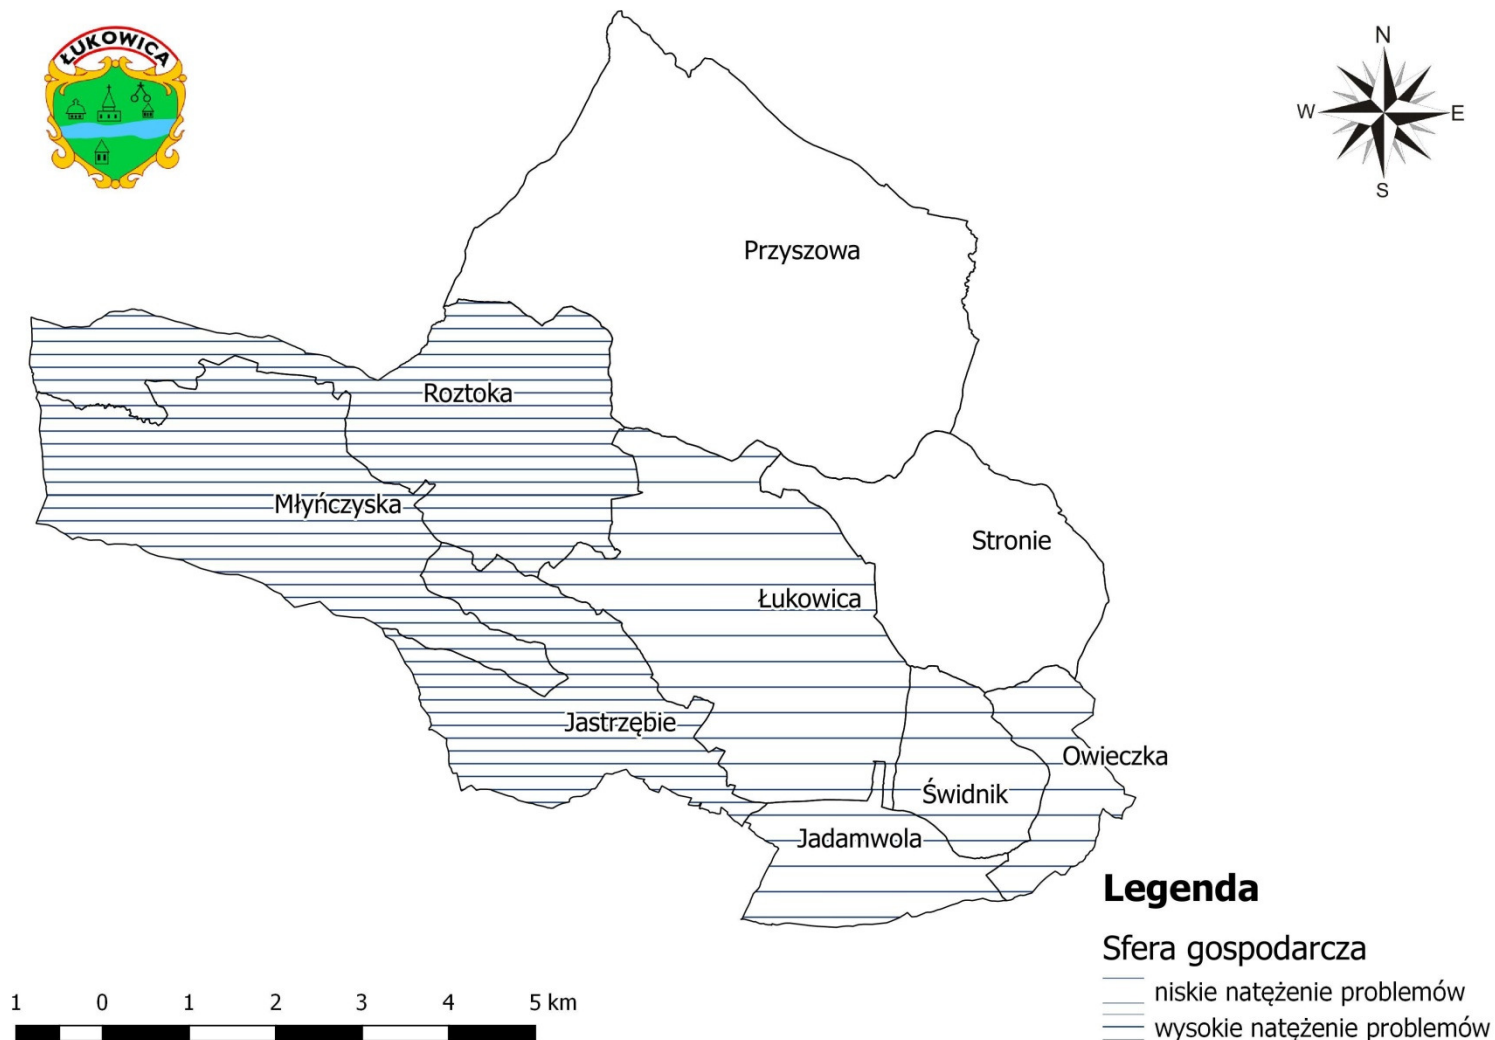 ŁUKOWICA
N
W E
S
Przyszowa
Roztoka
Młyńczyska
Stronie
Łukowica
Jastrzębie
Owieczka
Świdnik
Jadamwola
Legenda
Sfera gospodarcza
niskie natężenie problemów
wysokie natężenie problemów
1 0 1 2 3 4 5 km